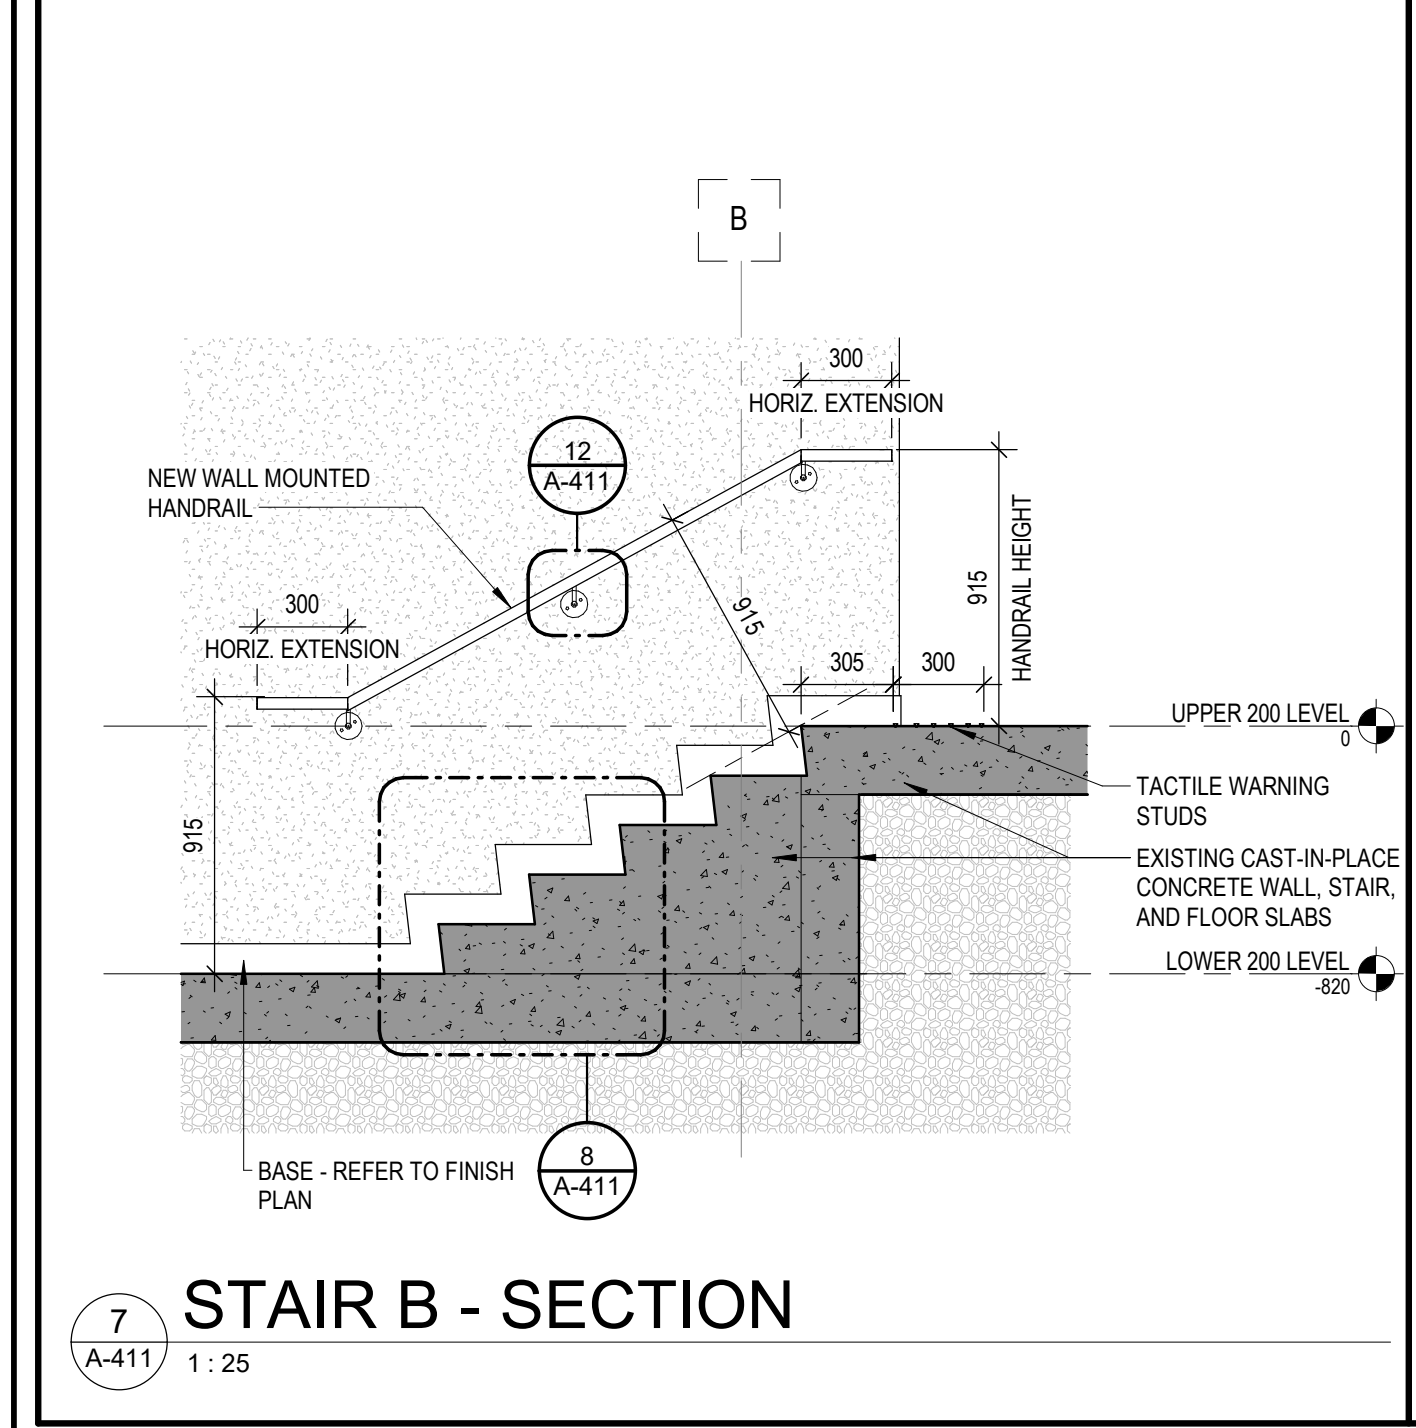 B
300
HORIZ. EXTENSION
12
A-411
NEW WALL MOUNTED
HANDRAIL
300
HORIZ. EXTENSION
915
915
HANDRAIL HEIGHT
305
300
UPPER 200 LEVEL
0
TACTILE WARNING
STUDS
915
EXISTING CAST-IN-PLACE
CONCRETE WALL, STAIR,
AND FLOOR SLABS
LOWER 200 LEVEL
-820
BASE - REFER TO FINISH
PLAN
8
A-411
7
A-411
STAIR B - SECTION
1 : 25